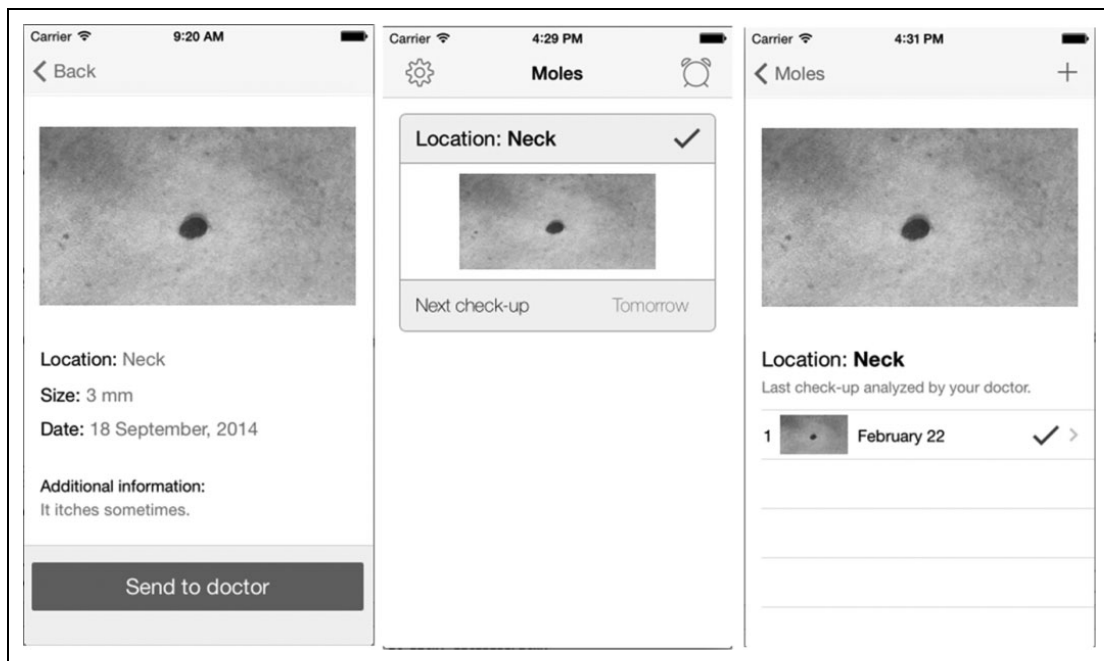 Carrier 9:20 AM
Back
Location: Neck
Size: 3 mm
Date: 18 September, 2014
Additional information:
It itches sometimes.
Send to doctor
Carrier 4:29 PM
Moles
Location: Neck
Next check-up Tomorrow
Carrier 4:31 PM
Moles
Location: Neck
Last check-up analyzed by your doctor.
1 February 22